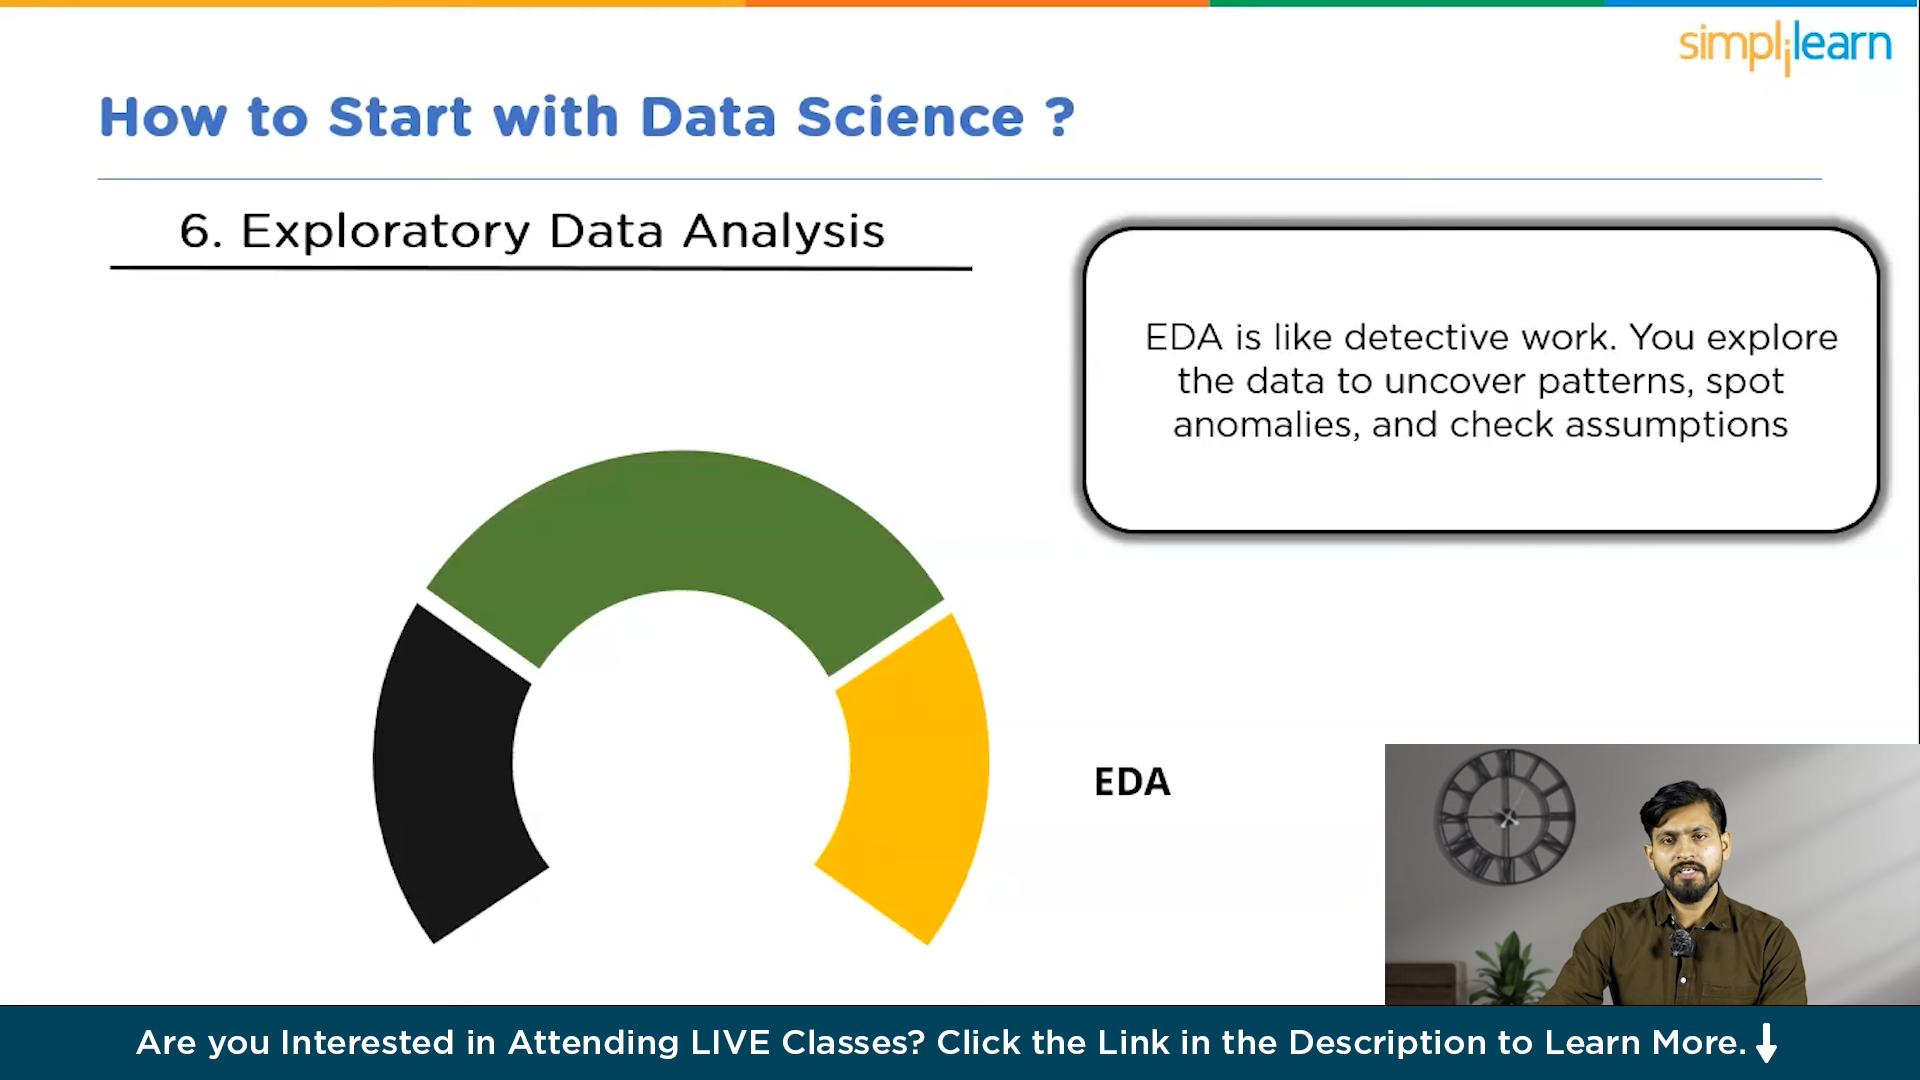 simplilearn
How to Start with Data Science ?
6. Exploratory Data Analysis
EDA is like detective work. You explore
the data to uncover patterns, spot
anomalies, and check assumptions
EDA
Are you Interested in Attending LIVE Classes? Click the Link in the Description to Learn More.